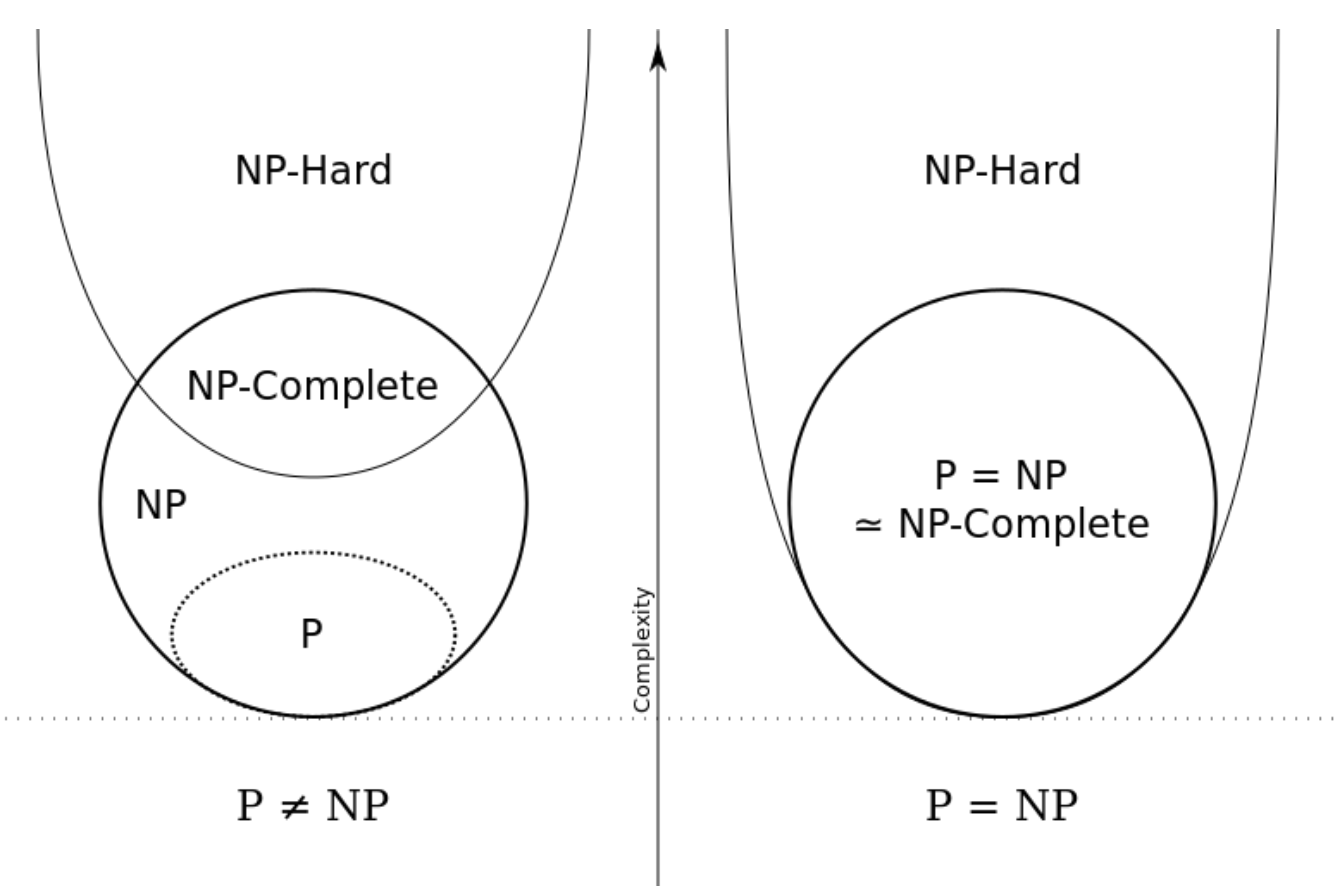 NP-Hard
NP-Complete
NP
P
P ≠ NP
Complexity
NP-Hard
P = NP
≃ NP-Complete
P = NP